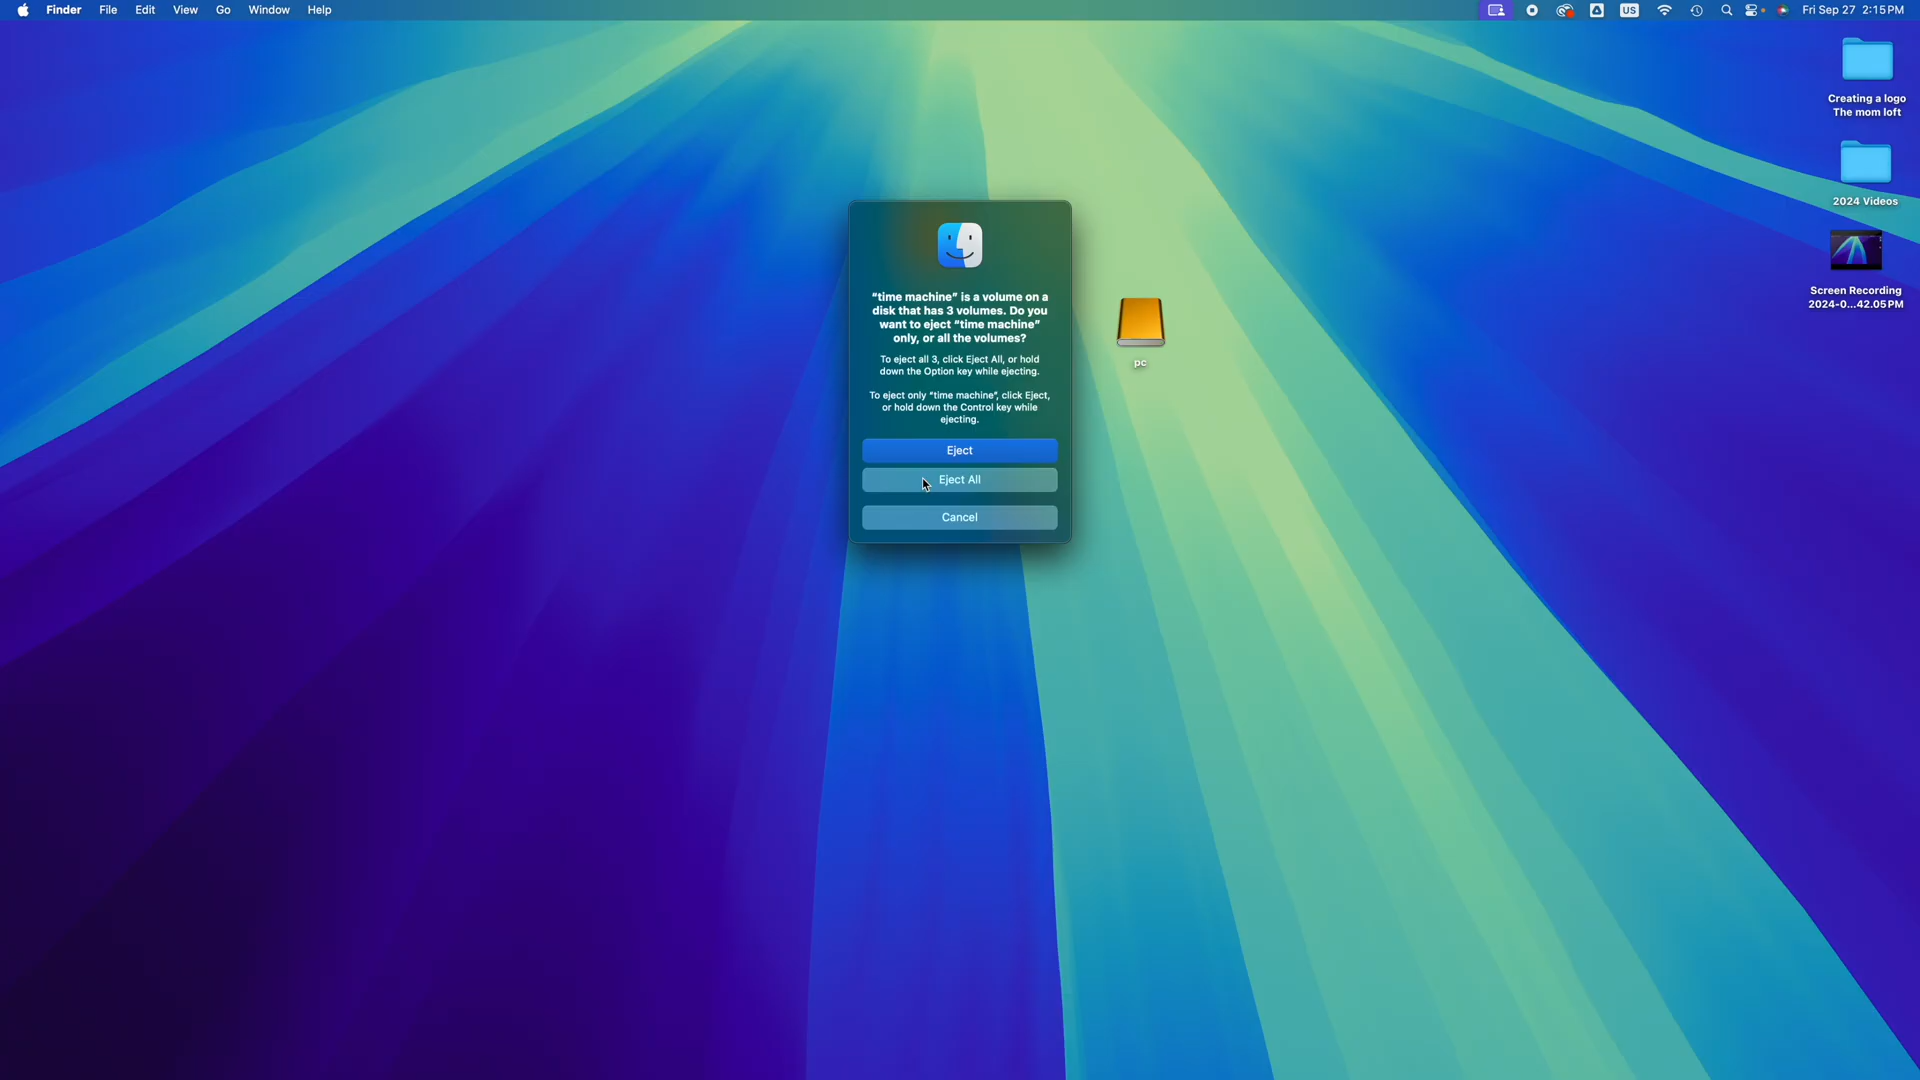 Finder File Edit View Go Window Help
US Fri Sep 27 2:15 PM
Creating a logo
The mom loft
2024 Videos
Screen Recording
2024-0...42.05 PM
“time machine” is a volume on a
disk that has 3 volumes. Do you
want to eject “time machine”
only, or all the volumes?
To eject all 3, click Eject All, or hold
down the Option key while ejecting.
To eject only “time machine”, click Eject,
or hold down the Control key while
ejecting.
Eject
Eject All
Cancel
pc